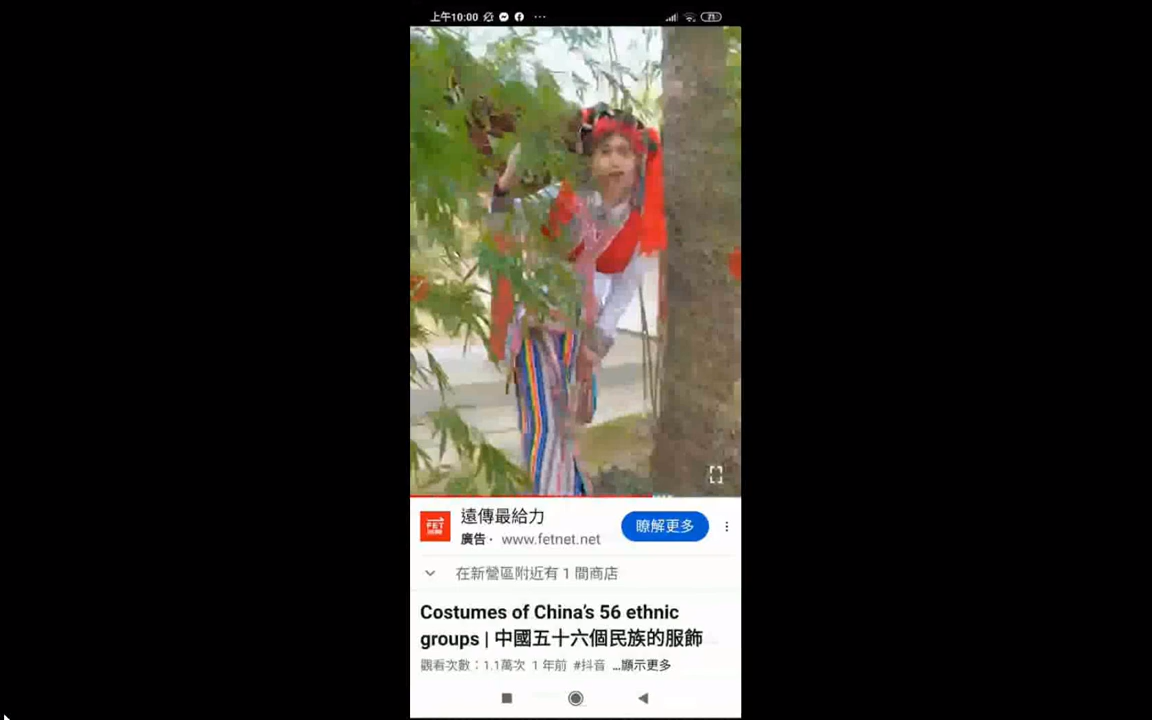 上午10:00
71
遠傳最給力
瞭解更多
廣告· www.fetnet.net
FET
在新營區附近有 1 間商店
Costumes of China's 56 ethnic
groups | 中國五十六個民族的服飾
觀看次數：1.1萬次 1 年前 #抖音 ...顯示更多